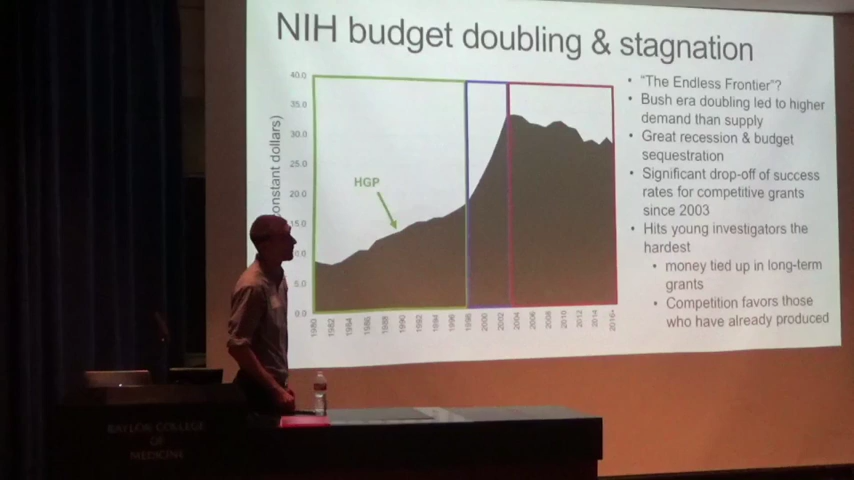 NIH budget doubling & stagnation
40.0
35.0
30.0
25.0
20.0
15.0
0.0
5.0
0.0
onstant dollars)
HGP
1980
1982
1984
1986
1988
1990
1992
1994
1996
1998
2000
2002
2004
2006
2008
2010
2012
2014
2016
• "The Endless Frontier"?
• Bush era doubling led to higher
demand than supply
• Great recession & budget
sequestration
• Significant drop-off of success
rates for competitive grants
since 2003
• Hits young investigators the
hardest
• money tied up in long-term
grants
• Competition favors those
who have already produced
BAYLOR COLLEGE
OF
MEDICINE